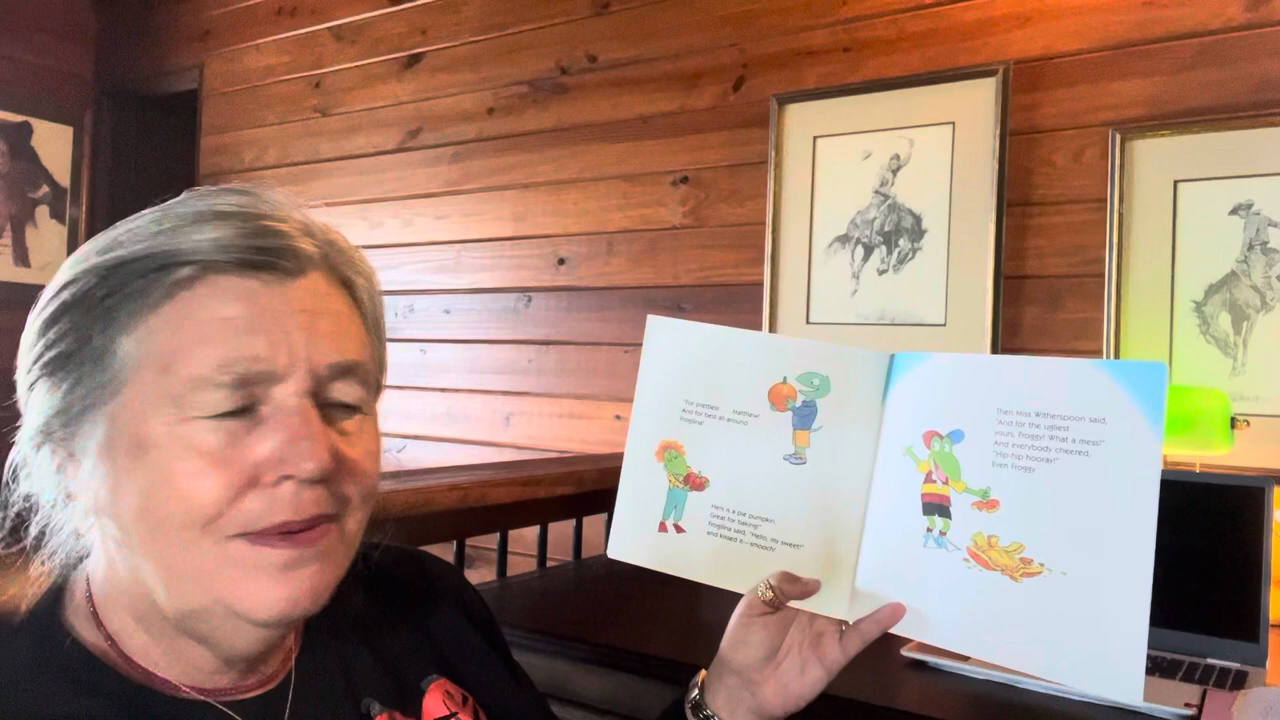 "For prettiest . . . Matthew!
And for best all-around
Frogilina!
Hers is a pie pumpkin.
Great for baking!"
Frogilina said, "Hello, my sweet!"
and kissed it—smooch!
Then Miss Witherspoon said,
"And for the ugliest
yours, Froggy! What a mess!"
And everybody cheered,
"Hip-hip hooray!"
Even Froggy